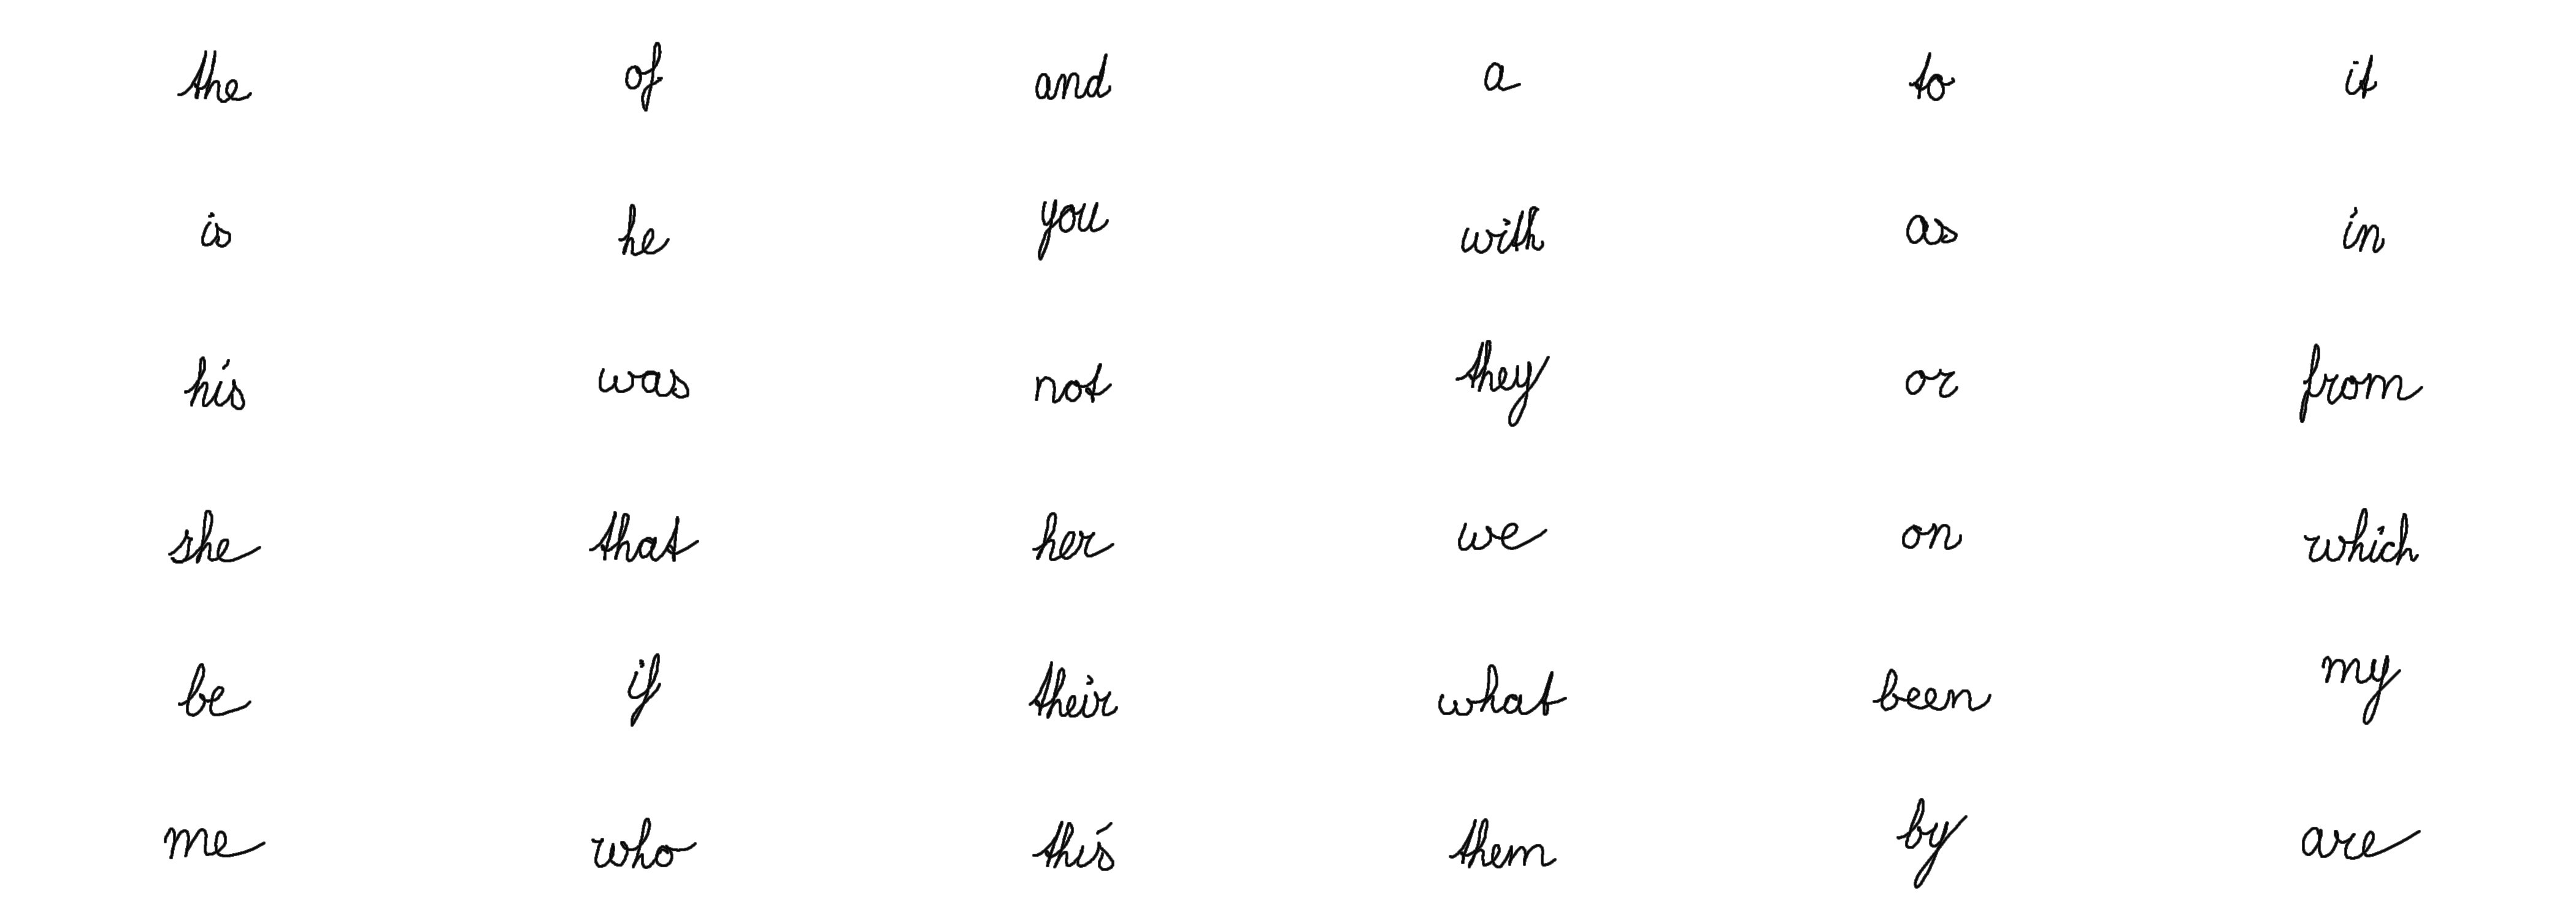 the of and a to it
is he you with as in
his was not they or from
she that her we on which
be if their what been my
me who this them by are